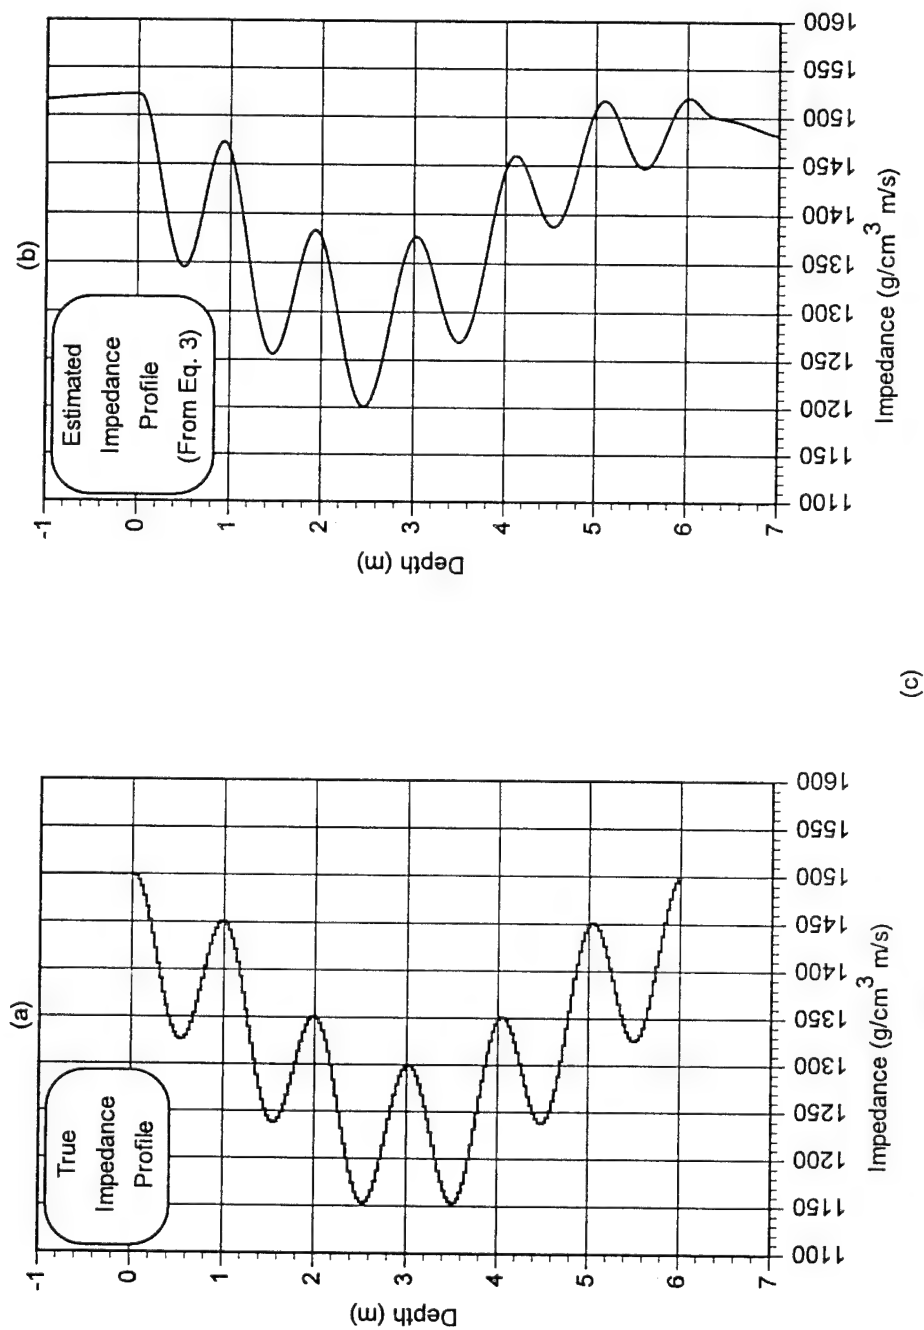 (a)
True
Impedance
Profile
-1
0
1
2
3
4
5
6
7
Depth (m)
1100
1150
1200
1250
1300
1350
1400
1450
1500
1550
1600
Impedance (g/cm³ m/s)
(b)
Estimated
Impedance
Profile
(From Eq. 3)
-1
0
1
2
3
4
5
6
7
Depth (m)
1100
1150
1200
1250
1300
1350
1400
1450
1500
1550
1600
Impedance (g/cm³ m/s)
(c)